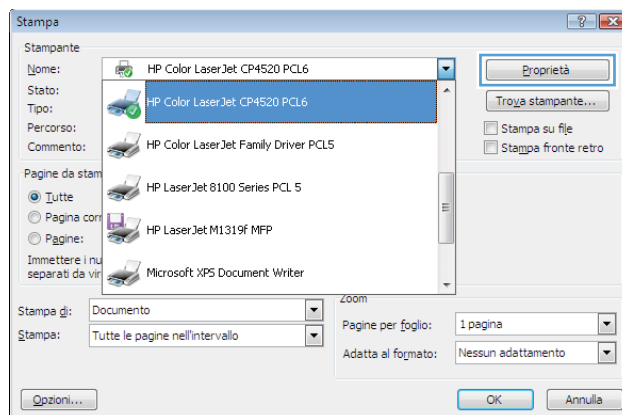 Stampa
Stampante
Nome: HP Color LaserJet CP4520 PCL6 Proprietà
Stato:
HP Color LaserJet CP4520 PCL6 Trova stampante...
Tipo:
Percorso: Stampa su file
Commento: HP Color LaserJet Family Driver PCL5 Stampa fronte retro
Pagine da stam
HP LaserJet 8100 Series PCL 5
Tutte
Pagina corr
HP LaserJet M1319f MFP
Pagine:
Immettere i nu
separati da vir
Microsoft XPS Document Writer
Zoom
Stampa di: Documento
Pagine per foglio: 1 pagina
Stampa: Tutte le pagine nell'intervallo
Adatta al formato: Nessun adattamento
Opzioni... OK Annulla